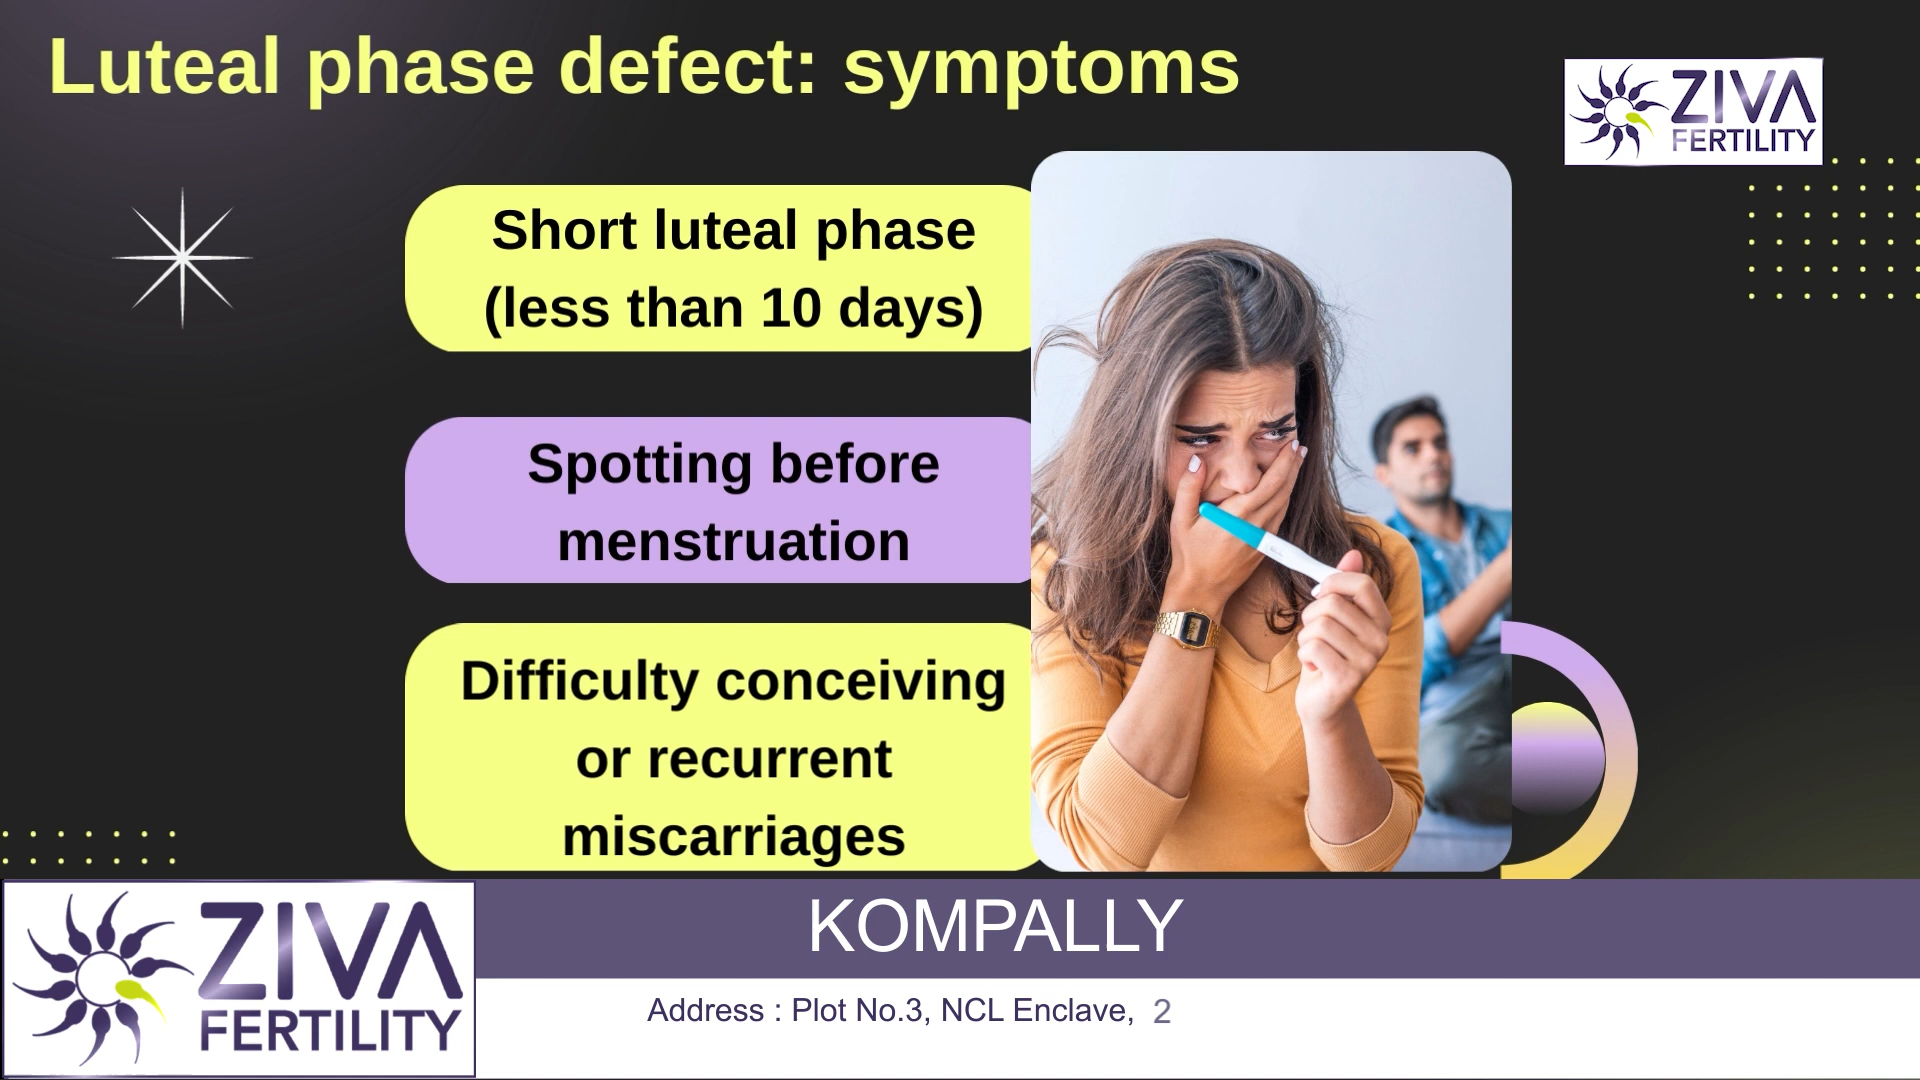 Luteal phase defect: symptoms
ZIVA
FERTILITY
Short luteal phase
(less than 10 days)
Spotting before
menstruation
Difficulty conceiving
or recurrent
miscarriages
ZIVA
FERTILITY
KOMPALLY
Address : Plot No.3, NCL Enclave, 2